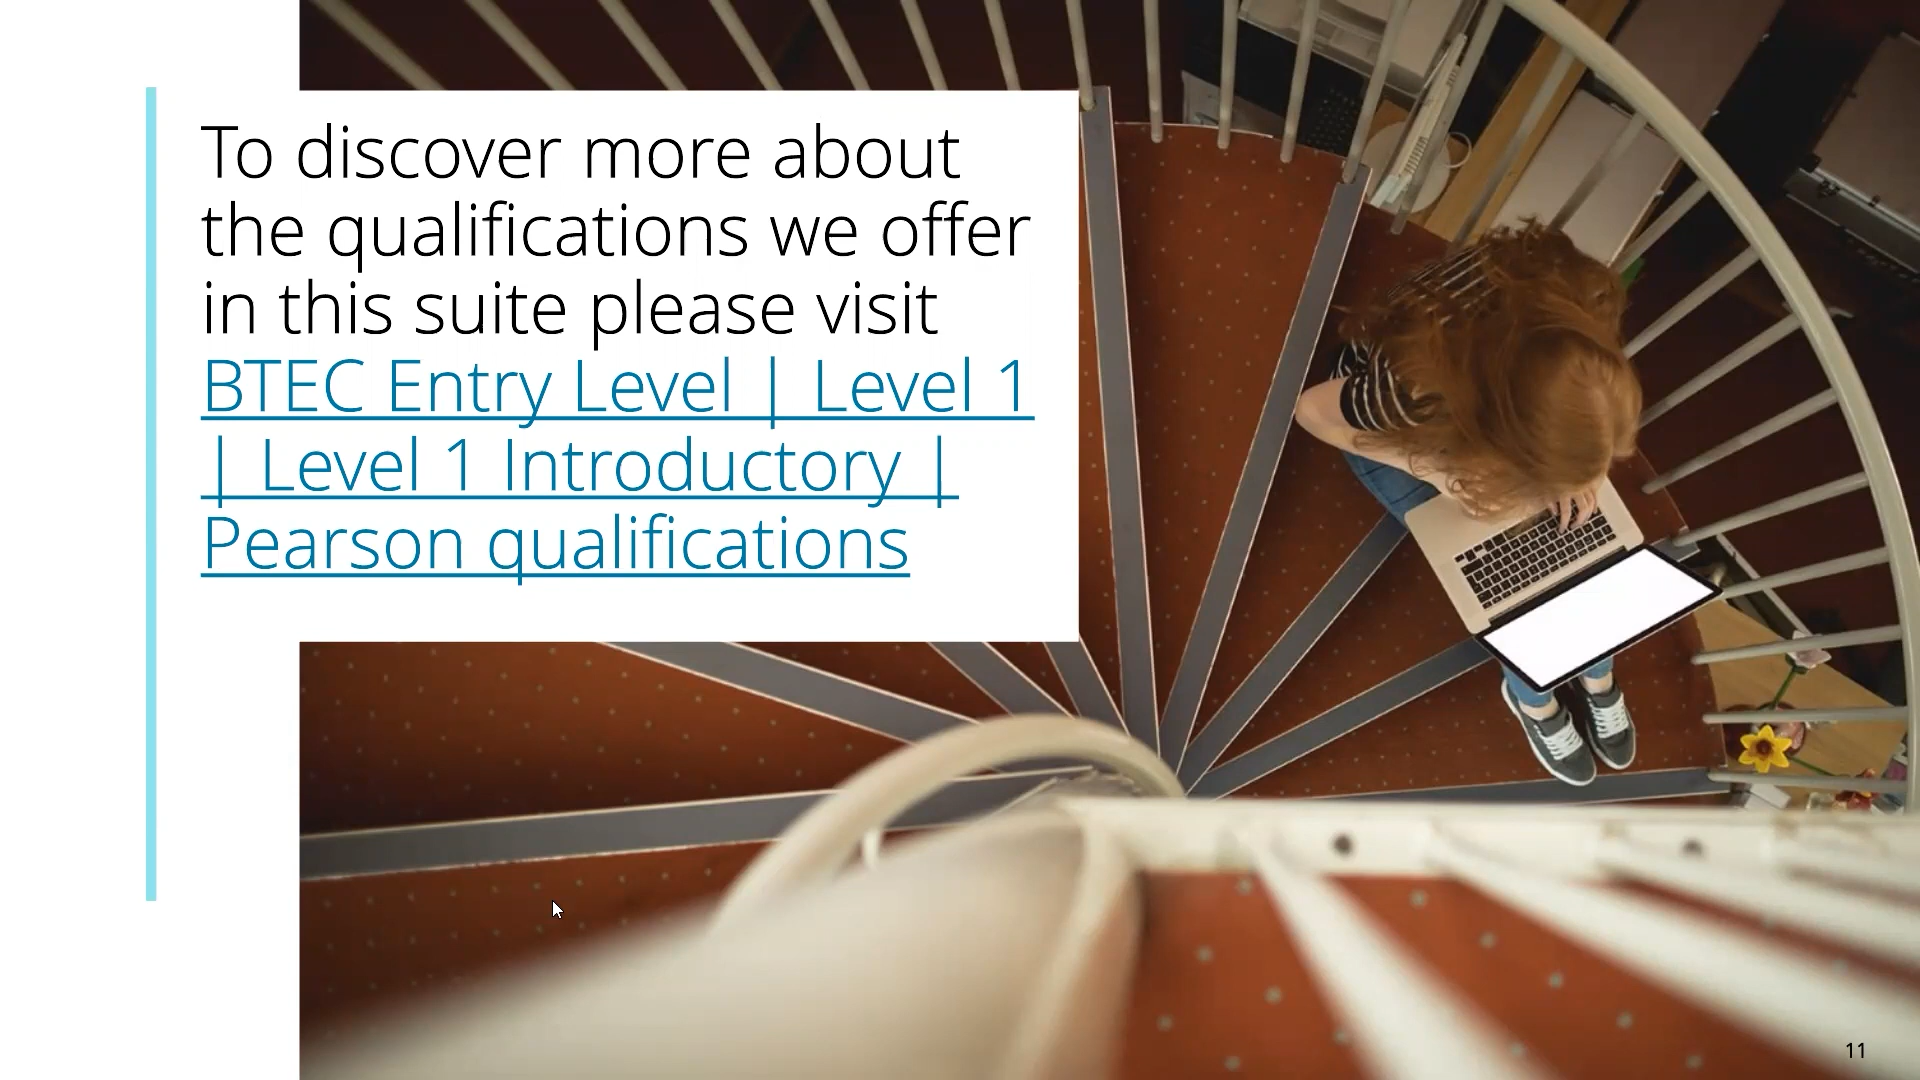 To discover more about
the qualifications we offer
in this suite please visit
BTEC Entry Level | Level 1
| Level 1 Introductory |
Pearson qualifications
11